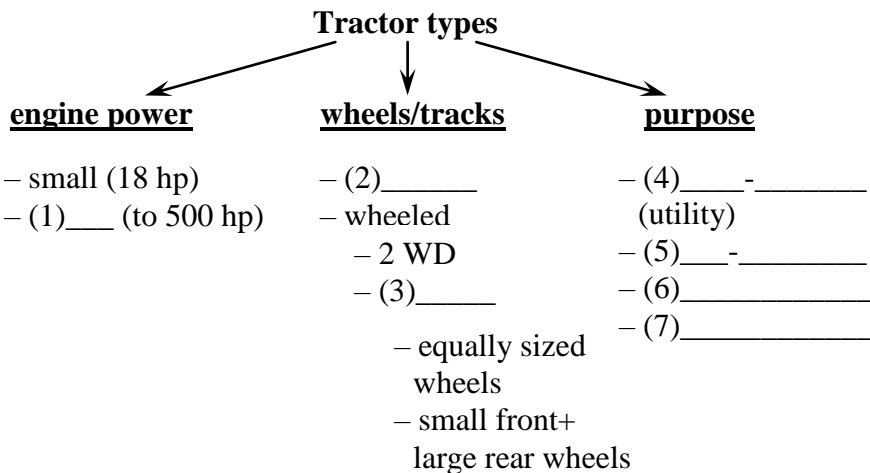 Tractor types
engine power
– small (18 hp)
– (1)___ (to 500 hp)
wheels/tracks
– (2)______
– wheeled
– 2 WD
– (3)_____
– equally sized
wheels
– small front+
large rear wheels
purpose
– (4)____-_______
(utility)
– (5)___-________
– (6)____________
– (7)____________